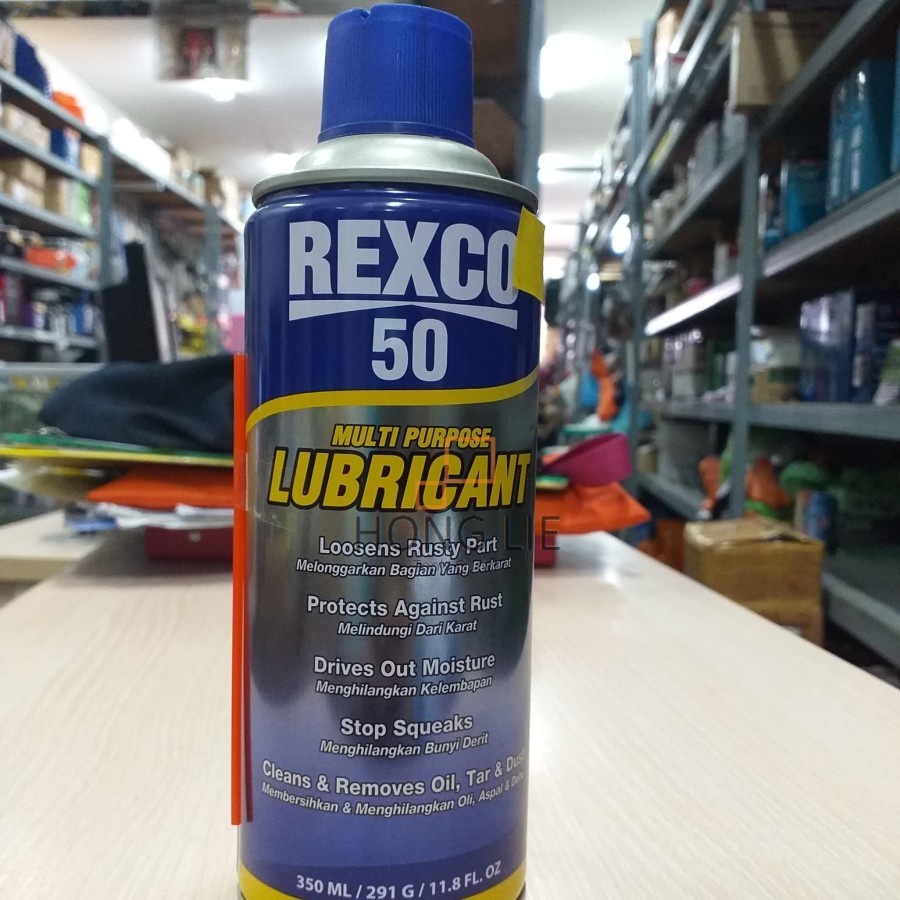 REXCO
50
MULTI PURPOSE
LUBRICANT
HONG LIE
Loosens Rusty Part
Melonggarkan Bagian Yang Berkarat
Protects Against Rust
Melindungi Dari Karat
Drives Out Moisture
Menghilangkan Kelembapan
Stop Squeaks
Menghilangkan Bunyi Derit
Cleans & Removes Oil, Tar & Dust
Membersihkan & Menghilangkan Oli, Aspal &
350 ML / 291 G / 11.8 FL. OZ